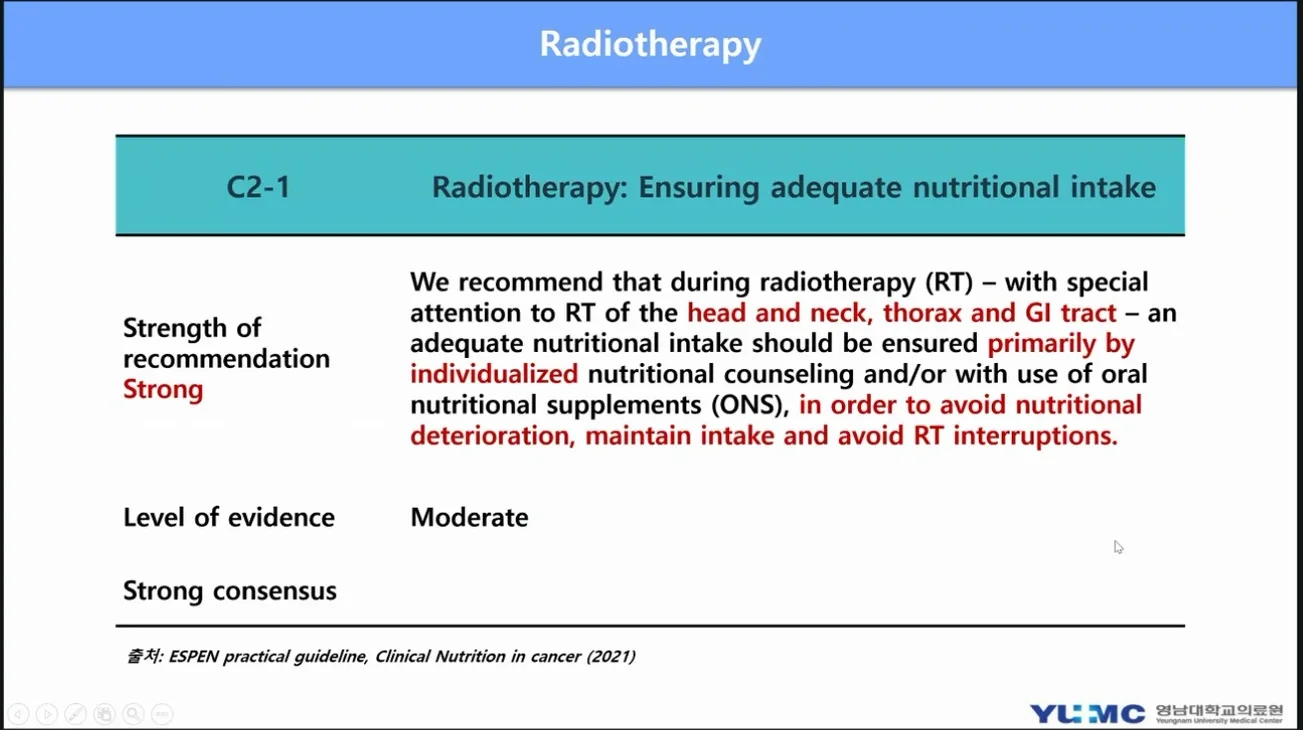 Radiotherapy
C2-1
Radiotherapy: Ensuring adequate nutritional intake
Strength of
recommendation
Strong
We recommend that during radiotherapy (RT) – with special
attention to RT of the head and neck, thorax and GI tract – an
adequate nutritional intake should be ensured primarily by
individualized nutritional counseling and/or with use of oral
nutritional supplements (ONS), in order to avoid nutritional
deterioration, maintain intake and avoid RT interruptions.
Level of evidence
Moderate
Strong consensus
출처: ESPEN practical guideline, Clinical Nutrition in cancer (2021)
YUMC 영남대학교의료원
Yeungnam University Medical Center